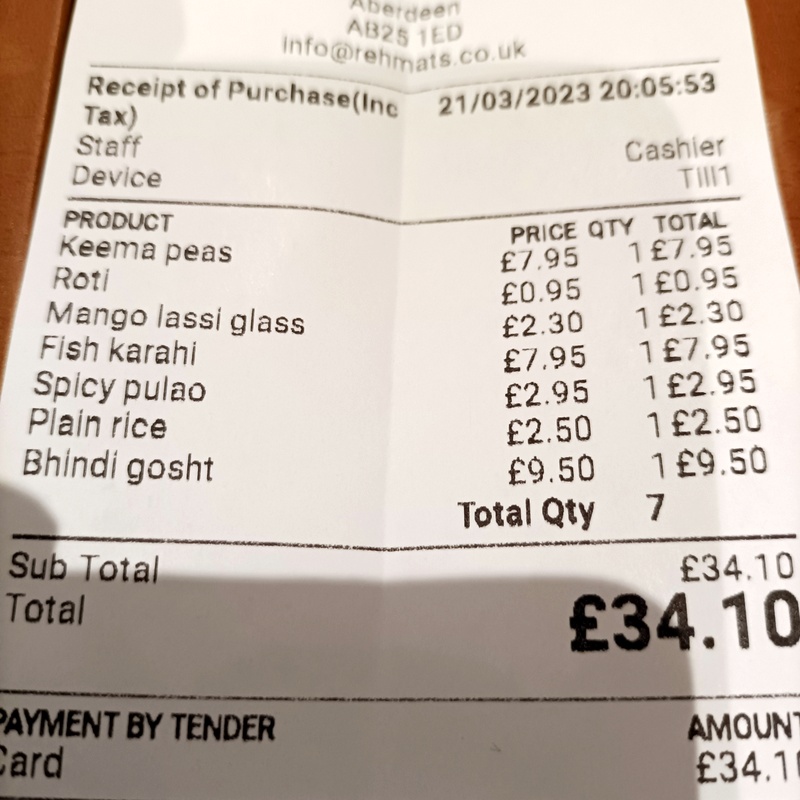 Aberdeen
AB25 1ED
info@rehmats.co.uk
Receipt of Purchase(Inc Tax) 21/03/2023 20:05:53
Staff Cashier
Device Till1
PRODUCT PRICE QTY TOTAL
Keema peas £7.95 1 £7.95
Roti £0.95 1 £0.95
Mango lassi glass £2.30 1 £2.30
Fish karahi £7.95 1 £7.95
Spicy pulao £2.95 1 £2.95
Plain rice £2.50 1 £2.50
Bhindi gosht £9.50 1 £9.50
Total Qty 7
Sub Total £34.10
Total £34.10
PAYMENT BY TENDER AMOUNT
Card £34.10